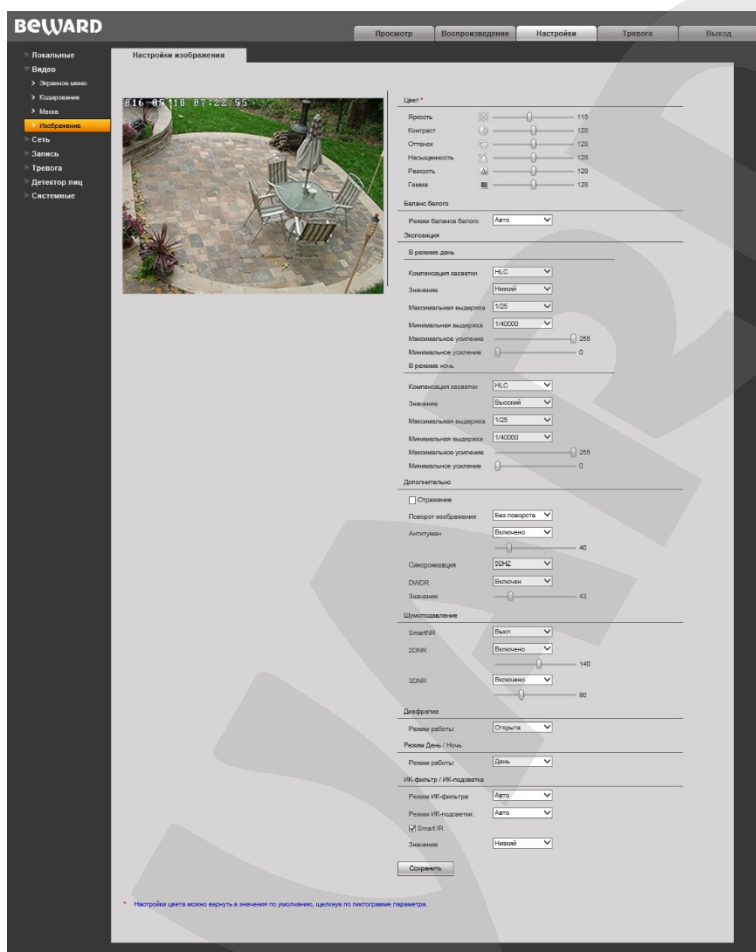 BEWARD
Просмотр
Воспроизведение
Настройки
Тревога
Выход
Локальные
Видео
Экранное меню
Кодирование
Маска
Изображение
Сеть
Запись
Тревога
Детектор лиц
Системные
Настройки изображения
Цвет *
Яркость 115
Контраст 128
Оттенок 128
Насыщенность 128
Резкость 128
Гамма 128
Баланс белого
Режим баланса белого Авто
Экспозиция
В режиме день
Компенсация засветки HLC
Значение Низкий
Максимальная выдержка 1/25
Минимальная выдержка 1/40000
Максимальное усиление 255
Минимальное усиление 0
В режиме ночь
Компенсация засветки HLC
Значение Высокий
Максимальная выдержка 1/25
Минимальная выдержка 1/40000
Максимальное усиление 255
Минимальное усиление 0
Дополнительно
Отражение
Поворот изображения Без поворота
Антитуман Включено
40
Синхронизация 50HZ
DWDR Включен
Значение 43
Шумоподавление
SmartNR Выкл
2DNR Включено
140
3DNR Включено
80
Диафрагма
Режим работы: Открыта
Режим День / Ночь
Режим работы: День
ИК-фильтр / ИК-подсветка
Режим ИК-фильтра: Авто
Режим ИК-подсветки: Авто
Smart IR
Значение Низкий
Сохранить
* Настройки цвета можно вернуть в значения по умолчанию, щелкнув по пиктограмме параметра.